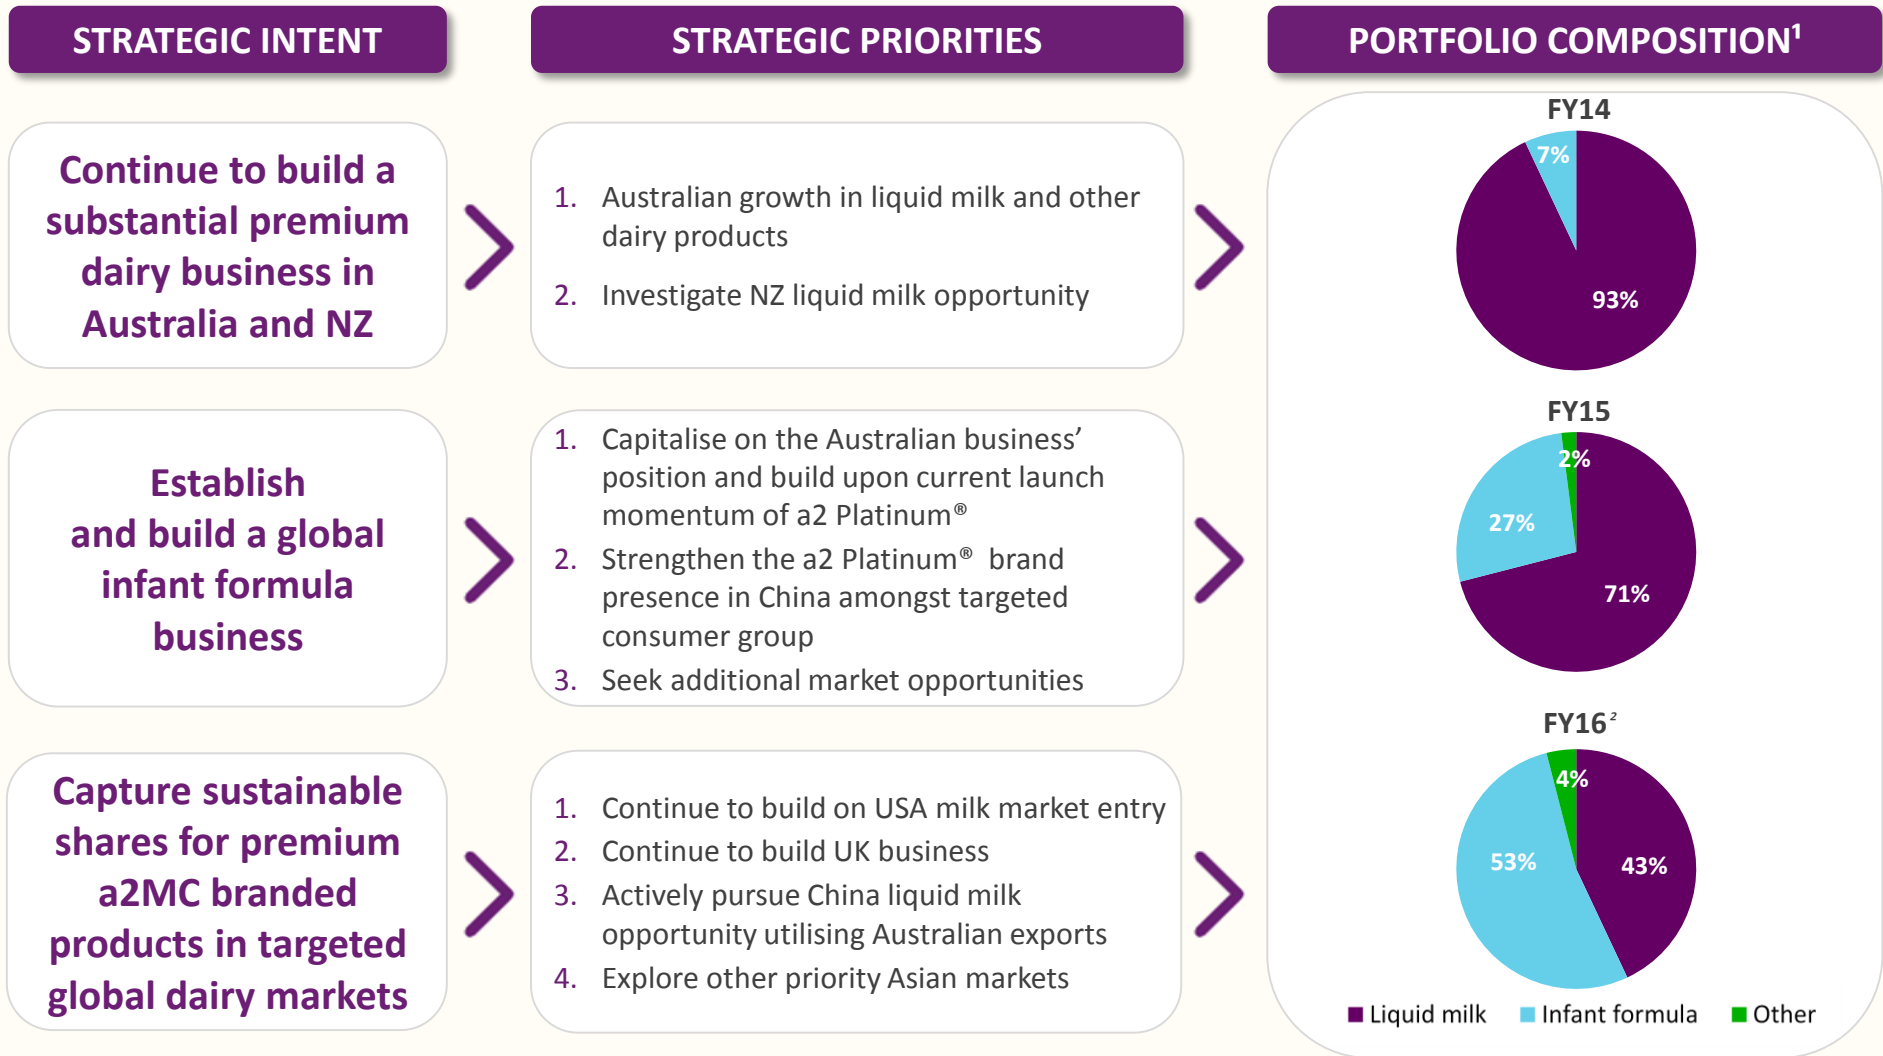 STRATEGIC INTENT
STRATEGIC PRIORITIES
PORTFOLIO COMPOSITION¹
Continue to build a
substantial premium
dairy business in
Australia and NZ
1. Australian growth in liquid milk and other
dairy products
2. Investigate NZ liquid milk opportunity
FY14
7%
93%
Establish
and build a global
infant formula
business
1. Capitalise on the Australian business’
position and build upon current launch
momentum of a2 Platinum®
2. Strengthen the a2 Platinum® brand
presence in China amongst targeted
consumer group
3. Seek additional market opportunities
FY15
2%
27%
71%
Capture sustainable
shares for premium
a2MC branded
products in targeted
global dairy markets
1. Continue to build on USA milk market entry
2. Continue to build UK business
3. Actively pursue China liquid milk
opportunity utilising Australian exports
4. Explore other priority Asian markets
FY16²
4%
53%
43%
Liquid milk Infant formula Other